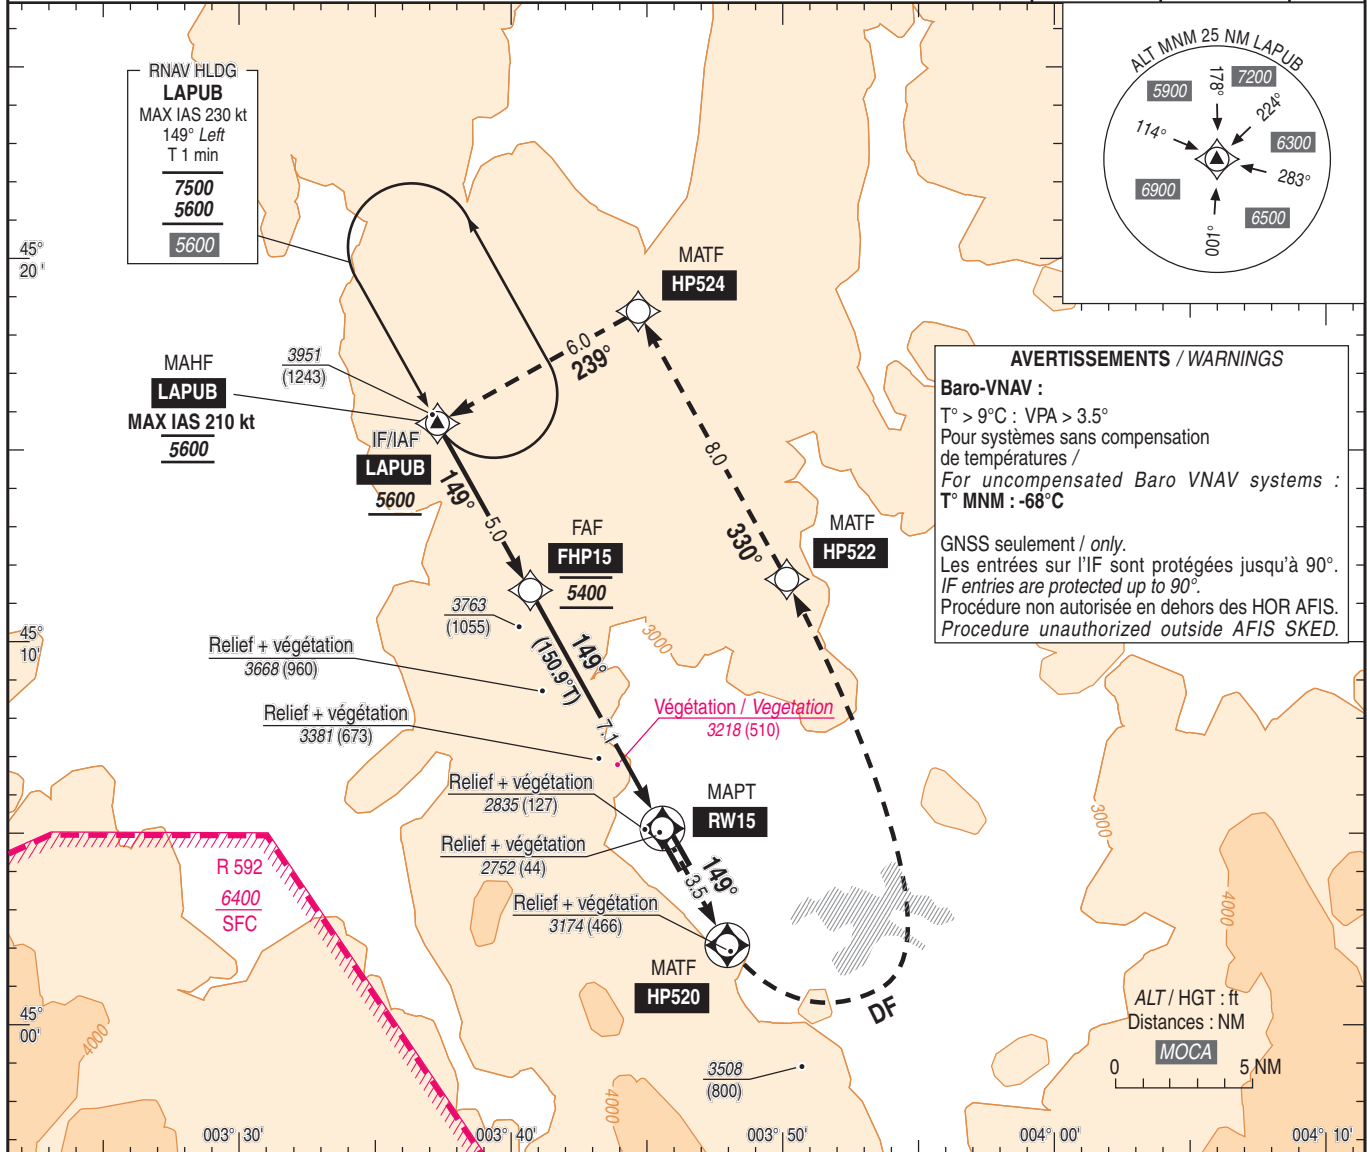 RNAV HLDG
LAPUB
MAX IAS 230 kt
149° Left
T 1 min
7500
5600
5600
ALT MNM 25 NM LAPUB
5900
178°
7200
224°
114°
6300
283°
6900
6500
001°
45°
20'
MATF
HP524
6.0
239°
MAHF
LAPUB
MAX IAS 210 kt
5600
3951
(1243)
IF/IAF
LAPUB
5600
149°
5.0
8.0
330°
AVERTISSEMENTS / WARNINGS
Baro-VNAV :
T° > 9°C : VPA > 3.5°
Pour systèmes sans compensation
de températures /
For uncompensated Baro VNAV systems :
T° MNM : -68°C
GNSS seulement / only.
Les entrées sur l'IF sont protégées jusqu'à 90°.
IF entries are protected up to 90°.
Procédure non autorisée en dehors des HOR AFIS.
Procedure unauthorized outside AFIS SKED.
FAF
FHP15
5400
MATF
HP522
3763
(1055)
45°
10'
149°
(150.9°T)
7.1
3000
Relief + végétation
3668 (960)
Relief + végétation
3381 (673)
Végétation / Vegetation
3218 (510)
Relief + végétation
2835 (127)
MAPT
RW15
Relief + végétation
2752 (44)
149°
3.5
3000
R 592
6400
SFC
Relief + végétation
3174 (466)
4000
MATF
HP520
DF
45°
00'
4000
ALT / HGT : ft
Distances : NM
MOCA
0 5 NM
3508
(800)
4000
003° 30'
003° 40'
003° 50'
004° 00'
004° 10'